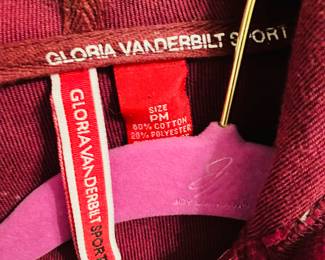 GLORIA VANDERBILT SPORT
SIZE
PM
80% COTTON
20% POLYESTER
GLORIA VANDERBILT SPORT